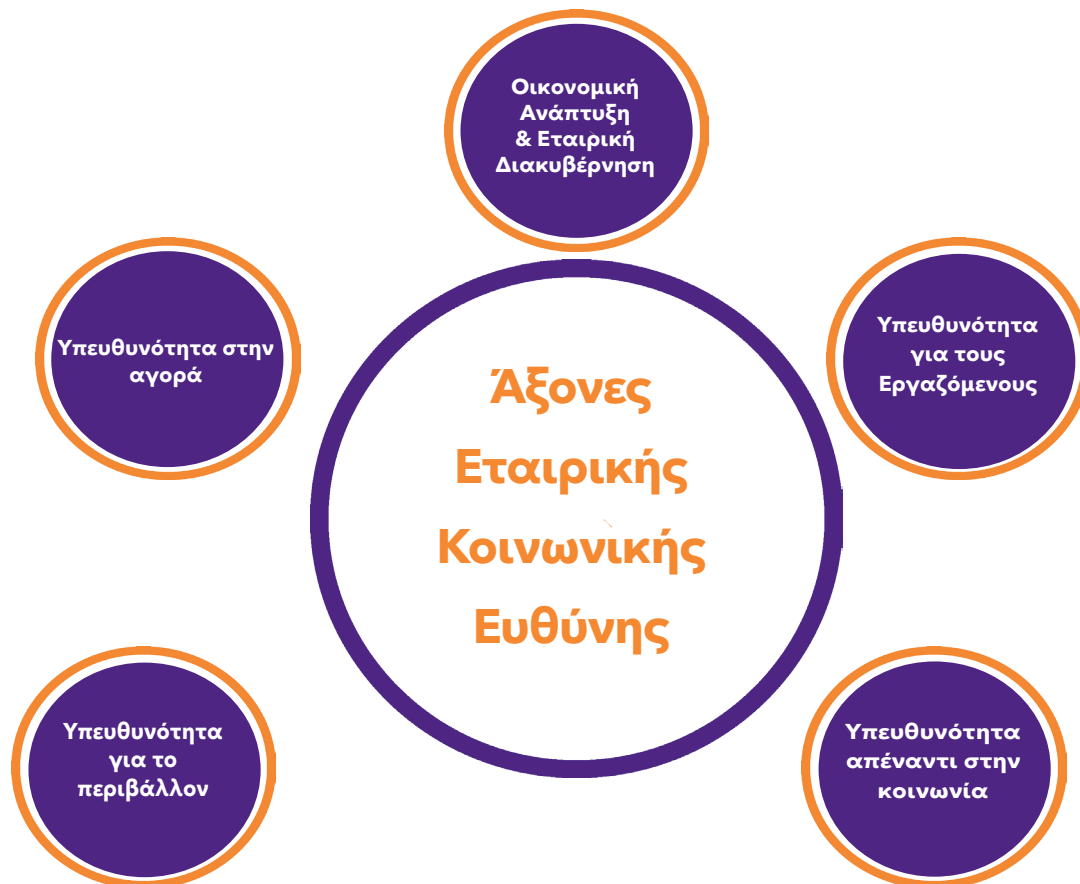 Οικονομική
Ανάπτυξη
& Εταιρική
Διακυβέρνηση
Υπευθυνότητα στην
αγορά
Υπευθυνότητα
για τους
Εργαζόμενους
Άξονες
Εταιρικής
Κοινωνικής
Ευθύνης
Υπευθυνότητα
για το
περιβάλλον
Υπευθυνότητα
απέναντι στην
κοινωνία